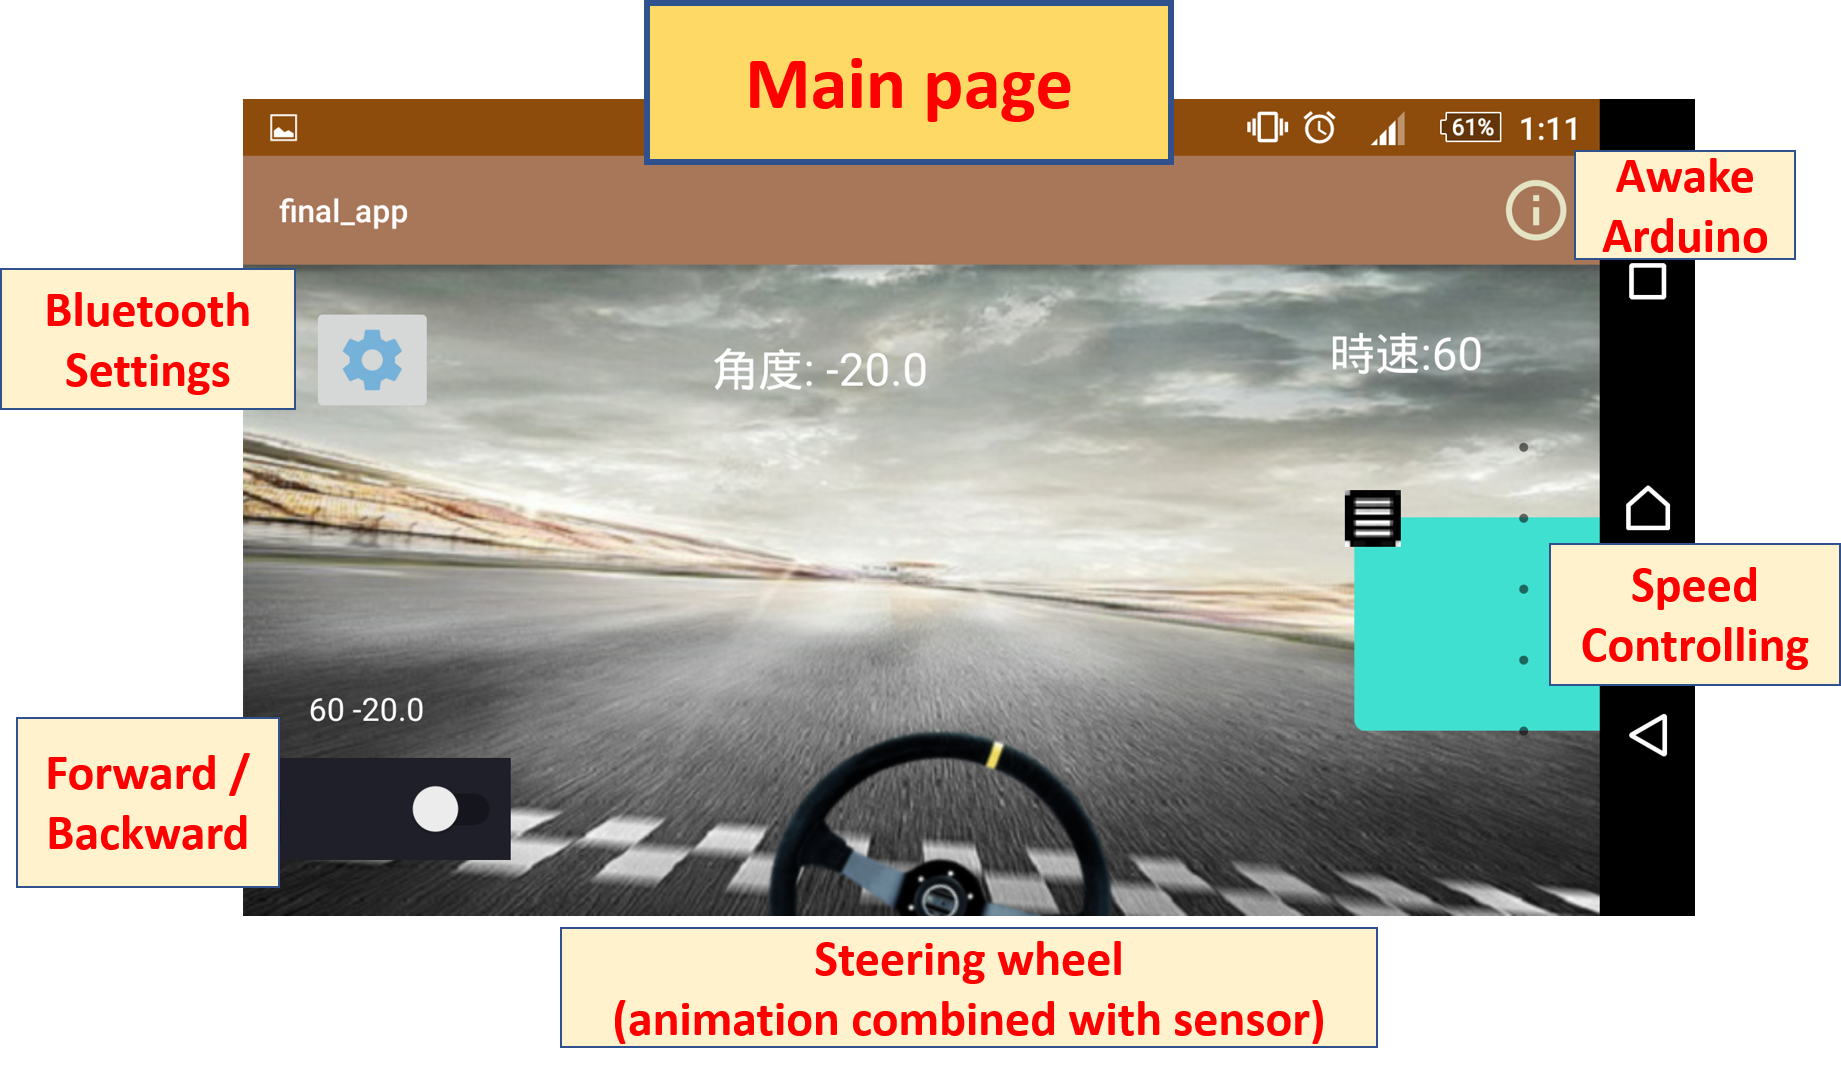 Main page
61%
1:11
Awake
Arduino
final_app
Bluetooth
Settings
角度: -20.0
時速:60
Speed
Controlling
60 -20.0
Forward /
Backward
Steering wheel
(animation combined with sensor)